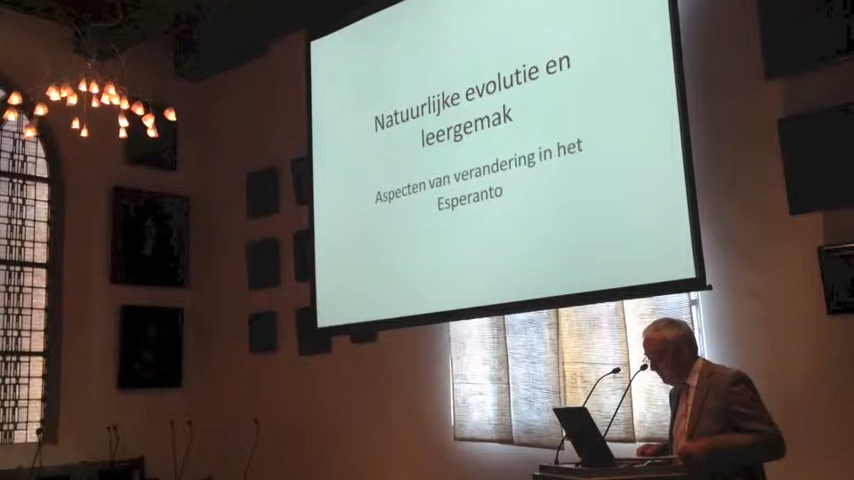 Natuurlijke evolutie en
leergemak
Aspecten van verandering in het
Esperanto